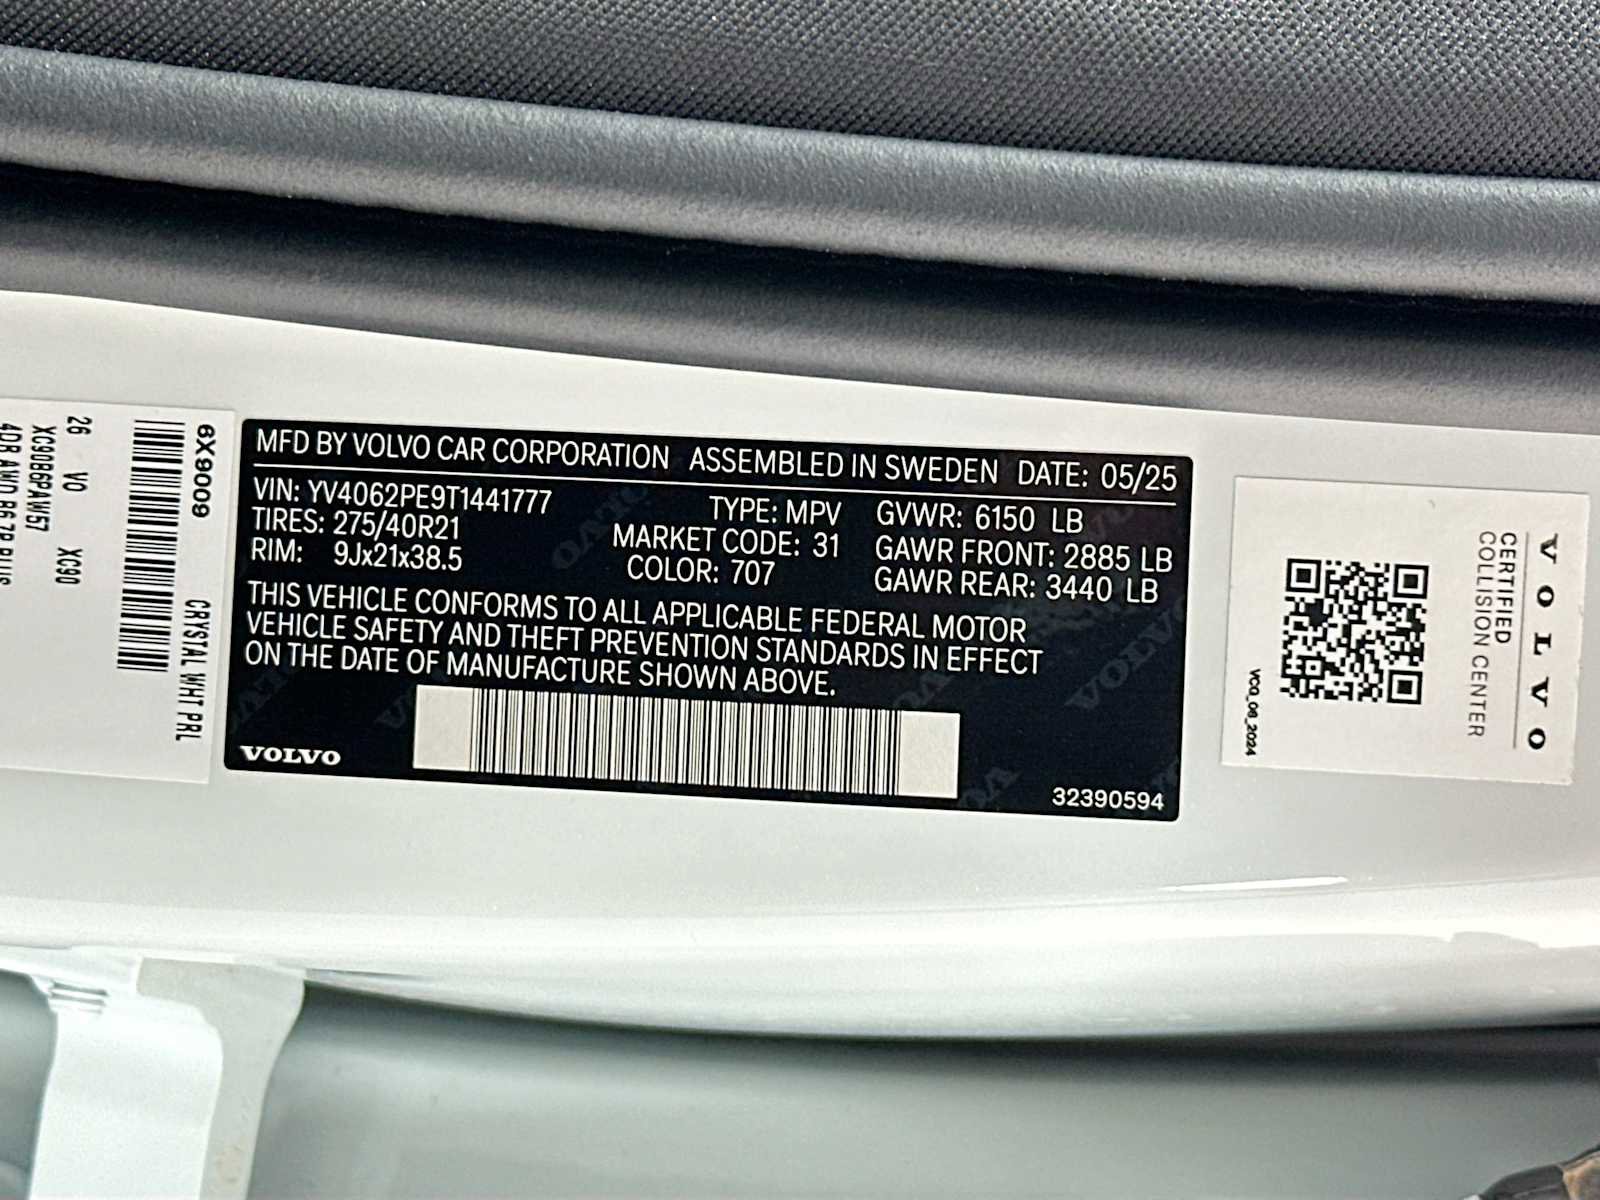 6X9009
26 VO XC90
XC90B6PAW57
CRYSTAL WHT PRL
MFD BY VOLVO CAR CORPORATION ASSEMBLED IN SWEDEN DATE: 05/25
VIN: YV4062PE9T1441777 TYPE: MPV GVWR: 6150 LB
TIRES: 275/40R21 MARKET CODE: 31 GAWR FRONT: 2885 LB
RIM: 9Jx21x38.5 COLOR: 707 GAWR REAR: 3440 LB
THIS VEHICLE CONFORMS TO ALL APPLICABLE FEDERAL MOTOR
VEHICLE SAFETY AND THEFT PREVENTION STANDARDS IN EFFECT
ON THE DATE OF MANUFACTURE SHOWN ABOVE.
VOLVO
32390594
VOLVO
CERTIFIED
COLLISION CENTER
VCG_06_2024